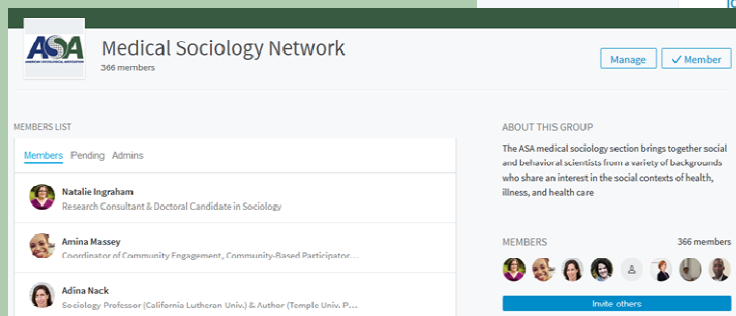 ASA
AMERICAN SOCIOLOGICAL ASSOCIATION
Medical Sociology Network
366 members
Manage
Member
MEMBERS LIST
Members Pending Admins
Natalie Ingraham
Research Consultant & Doctoral Candidate in Sociology
Amina Massey
Coordinator of Community Engagement, Community-Based Participator...
Adina Nack
Sociology Professor (California Lutheran Univ.) & Author (Temple Univ. P...
ABOUT THIS GROUP
The ASA medical sociology section brings together social
and behavioral scientists from a variety of backgrounds
who share an interest in the social contexts of health,
illness, and health care
MEMBERS 366 members
Invite others